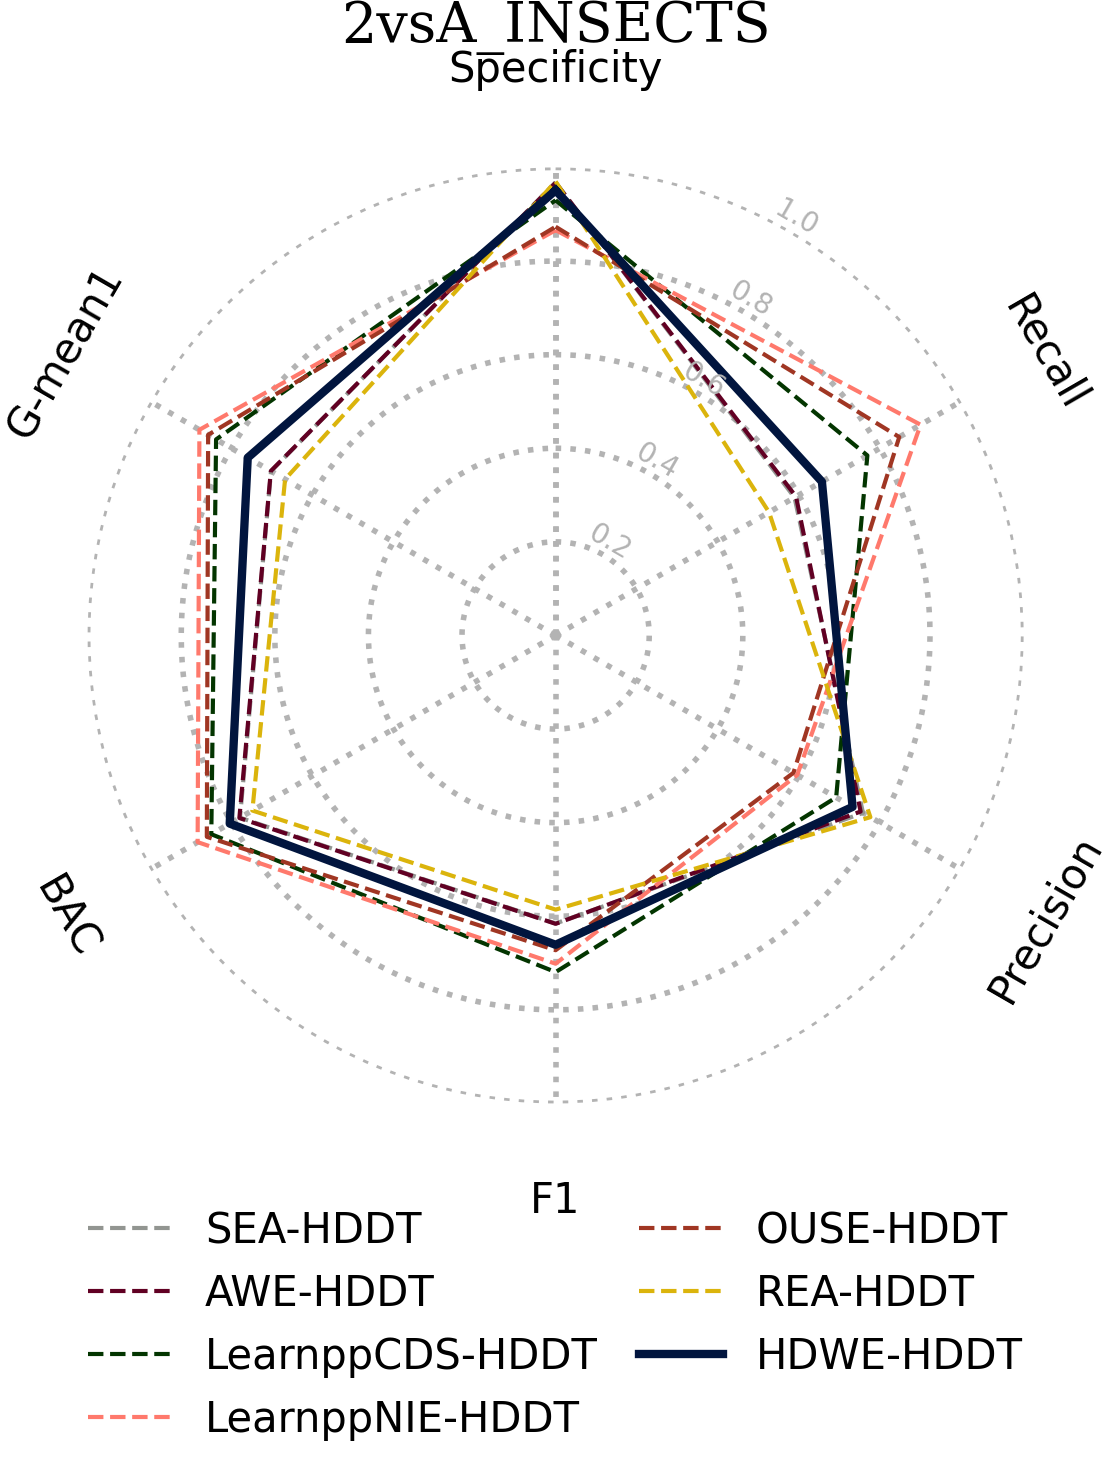 2vsA_INSECTS
Specificity
1.0
Recall
0.8
G-mean1
0.6
0.4
0.2
BAC
Precision
F1
SEA-HDDT
AWE-HDDT
LearnppCDS-HDDT
LearnppNIE-HDDT
OUSE-HDDT
REA-HDDT
HDWE-HDDT